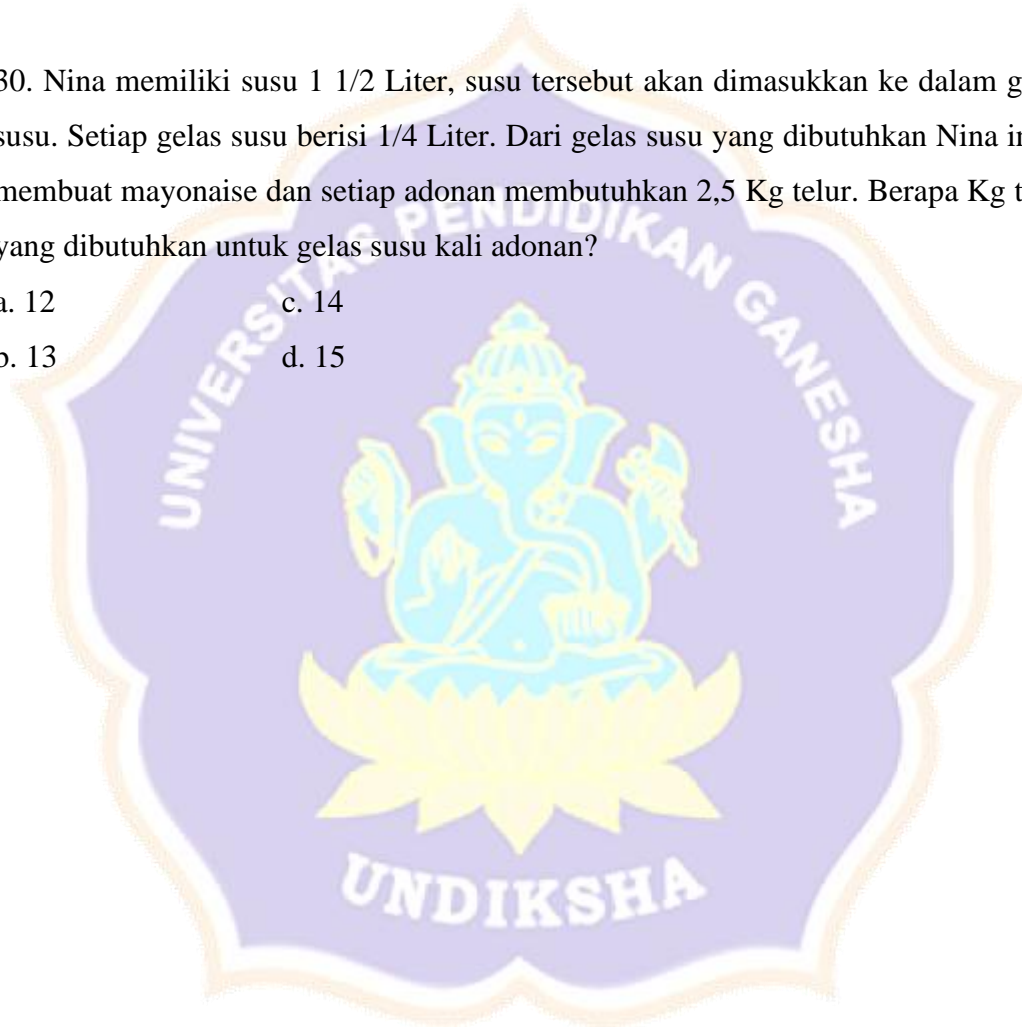 30. Nina memiliki susu 1 1/2 Liter, susu tersebut akan dimasukkan ke dalam g
susu. Setiap gelas susu berisi 1/4 Liter. Dari gelas susu yang dibutuhkan Nina in
membuat mayonaise dan setiap adonan membutuhkan 2,5 Kg telur. Berapa Kg t
yang dibutuhkan untuk gelas susu kali adonan?
a. 12 c. 14
b. 13 d. 15
UNIVERSITAS PENDIDIKAN GANESHA
UNDIKSHA